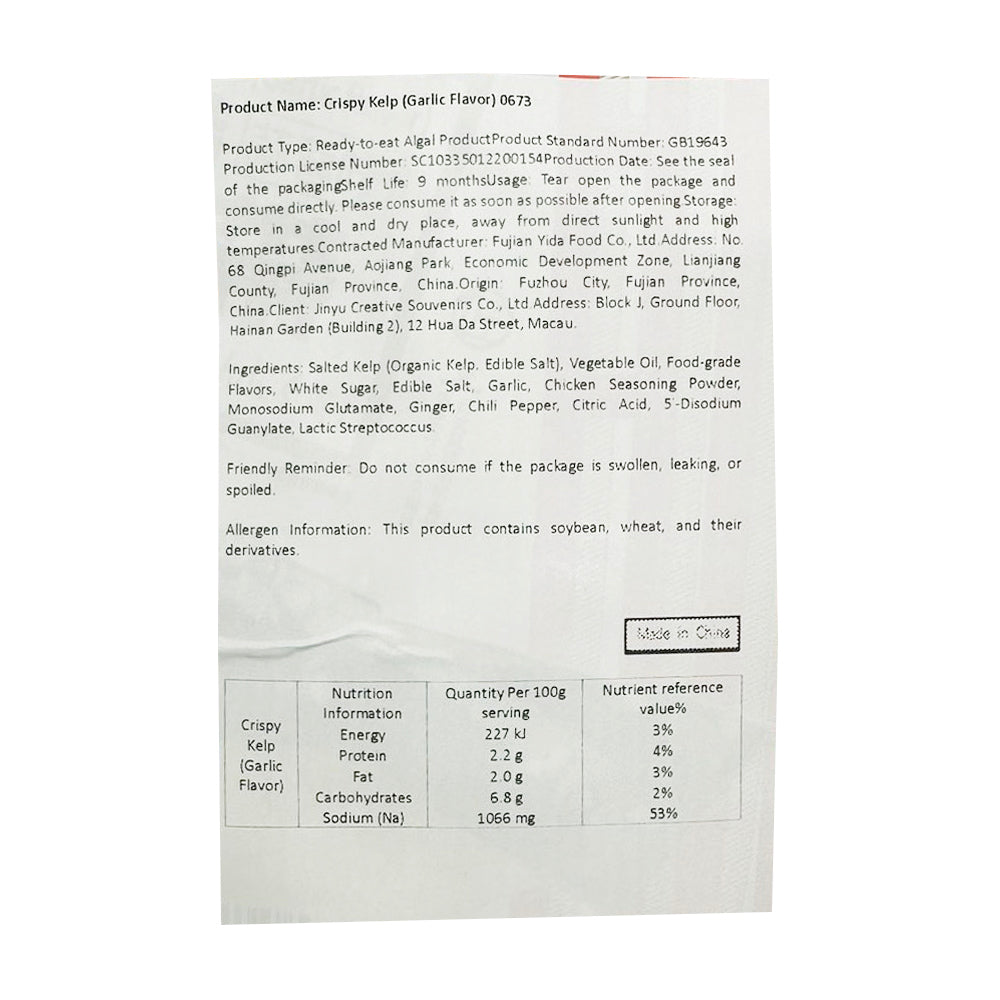 Product Name: Crispy Kelp (Garlic Flavor) 0673
Product Type: Ready-to-eat Algal ProductProduct Standard Number: GB19643
Production License Number: SC10335012200154Production Date: See the seal
of the packagingShelf Life: 9 monthsUsage: Tear open the package and
consume directly. Please consume it as soon as possible after opening.Storage:
Store in a cool and dry place, away from direct sunlight and high
temperatures.Contracted Manufacturer: Fujian Yida Food Co., Ltd.Address: No.
68 Qingpi Avenue, Aojiang Park, Economic Development Zone, Lianjiang
County, Fujian Province, China.Origin: Fuzhou City, Fujian Province,
China.Client: Jinyu Creative Souvenirs Co., Ltd.Address: Block J, Ground Floor,
Hainan Garden (Building 2), 12 Hua Da Street, Macau.
Ingredients: Salted Kelp (Organic Kelp, Edible Salt), Vegetable Oil, Food-grade
Flavors, White Sugar, Edible Salt, Garlic, Chicken Seasoning Powder,
Monosodium Glutamate, Ginger, Chili Pepper, Citric Acid, 5'-Disodium
Guanylate, Lactic Streptococcus.
Friendly Reminder: Do not consume if the package is swollen, leaking, or
spoiled.
Allergen Information: This product contains soybean, wheat, and their
derivatives.
Made in China
Crispy Kelp (Garlic Flavor)
Nutrition Information Quantity Per 100g serving Nutrient reference value%
Energy 227 kJ 3%
Protein 2.2 g 4%
Fat 2.0 g 3%
Carbohydrates 6.8 g 2%
Sodium (Na) 1066 mg 53%